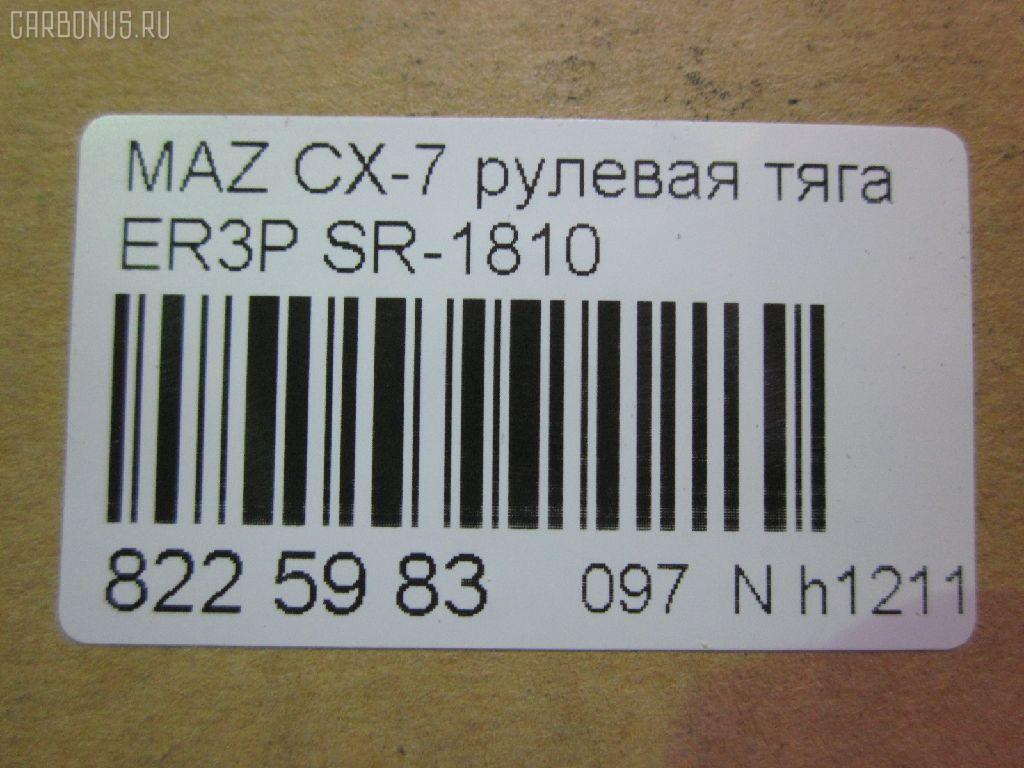 CARBONUS.RU
MAZ CX-7 рулевая тяга
ER3P SR-1810
822 59 83 097 N h1211